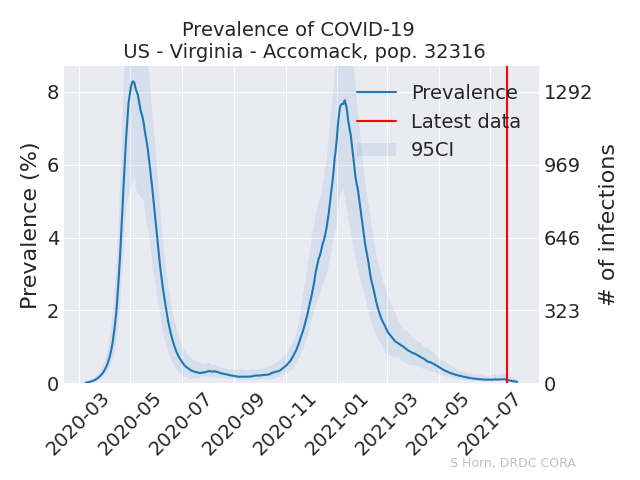 Prevalence of COVID-19
US - Virginia - Accomack, pop. 32316
Prevalence (%)
8
6
4
2
0
1292
969
646
323
0
# of infections
Prevalence
Latest data
95CI
2020-03
2020-05
2020-07
2020-09
2020-11
2021-01
2021-03
2021-05
2021-07
S Horn, DRDC CORA